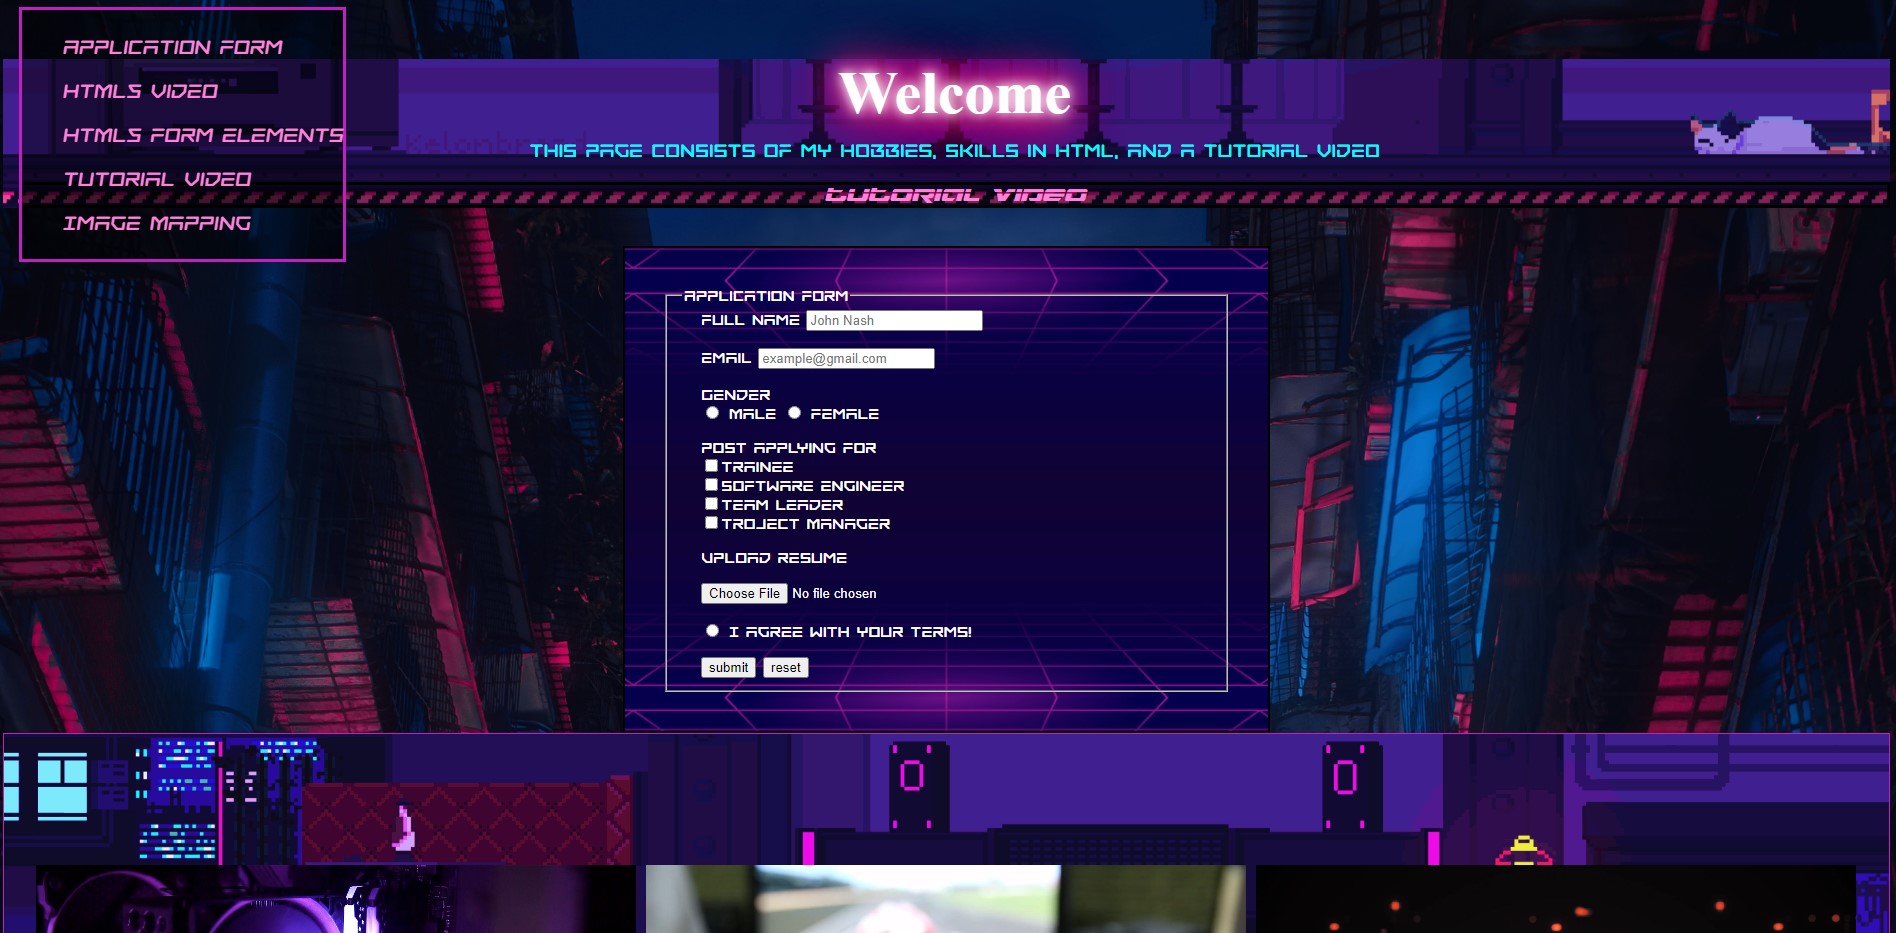 APPLICATION FORM
HTML5 VIDEO
HTML5 FORM ELEMENTS
TUTORIAL VIDEO
IMAGE MAPPING
Welcome
THIS PAGE CONSISTS OF MY HOBBIES, SKILLS IN HTML, AND A TUTORIAL VIDEO
TUTORIAL VIDEO
APPLICATION FORM
FULL NAME John Nash
EMAIL example@gmail.com
GENDER
MALE FEMALE
POST APPLYING FOR
TRAINEE
SOFTWARE ENGINEER
TEAM LEADER
TROJECT MANAGER
UPLOAD RESUME
Choose File No file chosen
I AGREE WITH YOUR TERMS!
submit reset